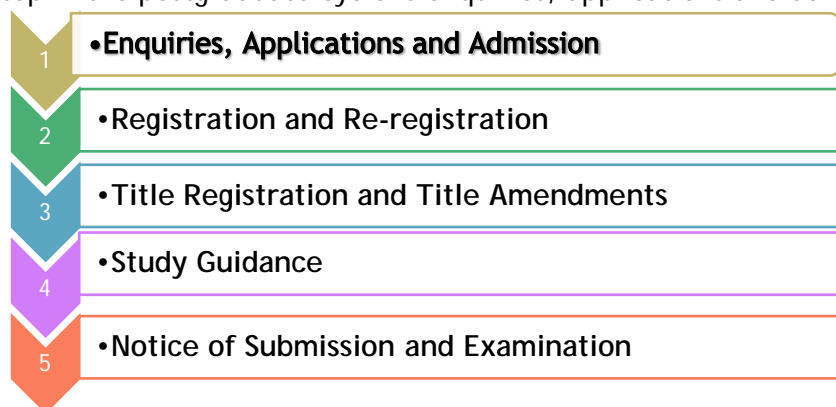 1
•Enquiries, Applications and Admission
2
•Registration and Re-registration
3
•Title Registration and Title Amendments
4
•Study Guidance
5
•Notice of Submission and Examination